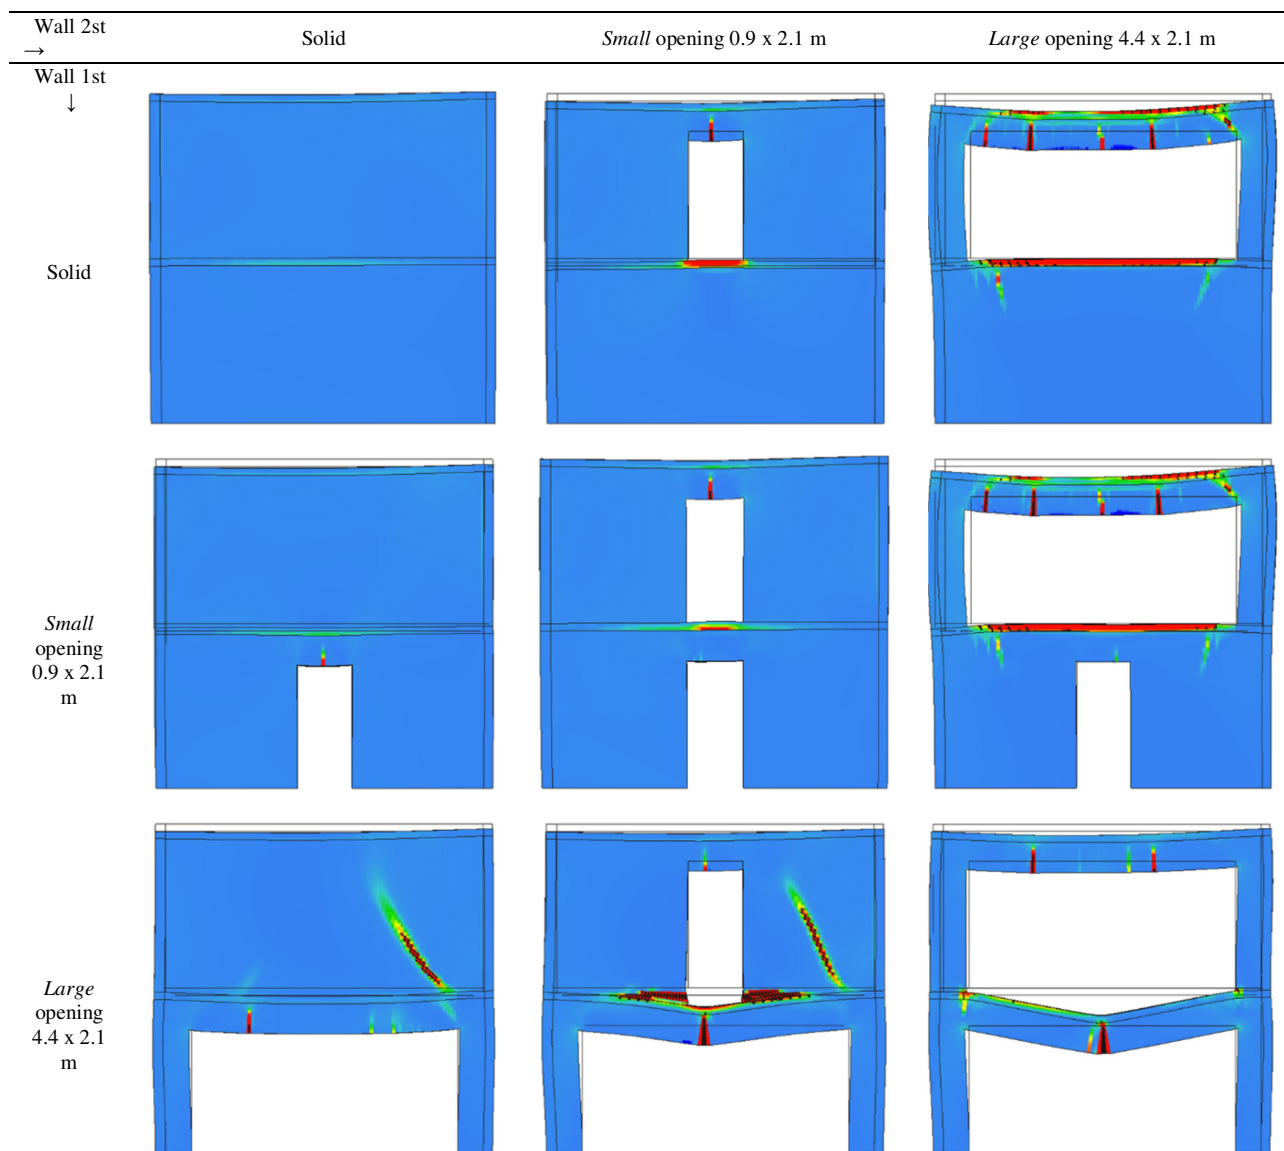 Wall 2st
→
Solid
Small opening 0.9 x 2.1 m
Large opening 4.4 x 2.1 m
Wall 1st
↓
Solid
Small
opening
0.9 x 2.1
m
Large
opening
4.4 x 2.1
m